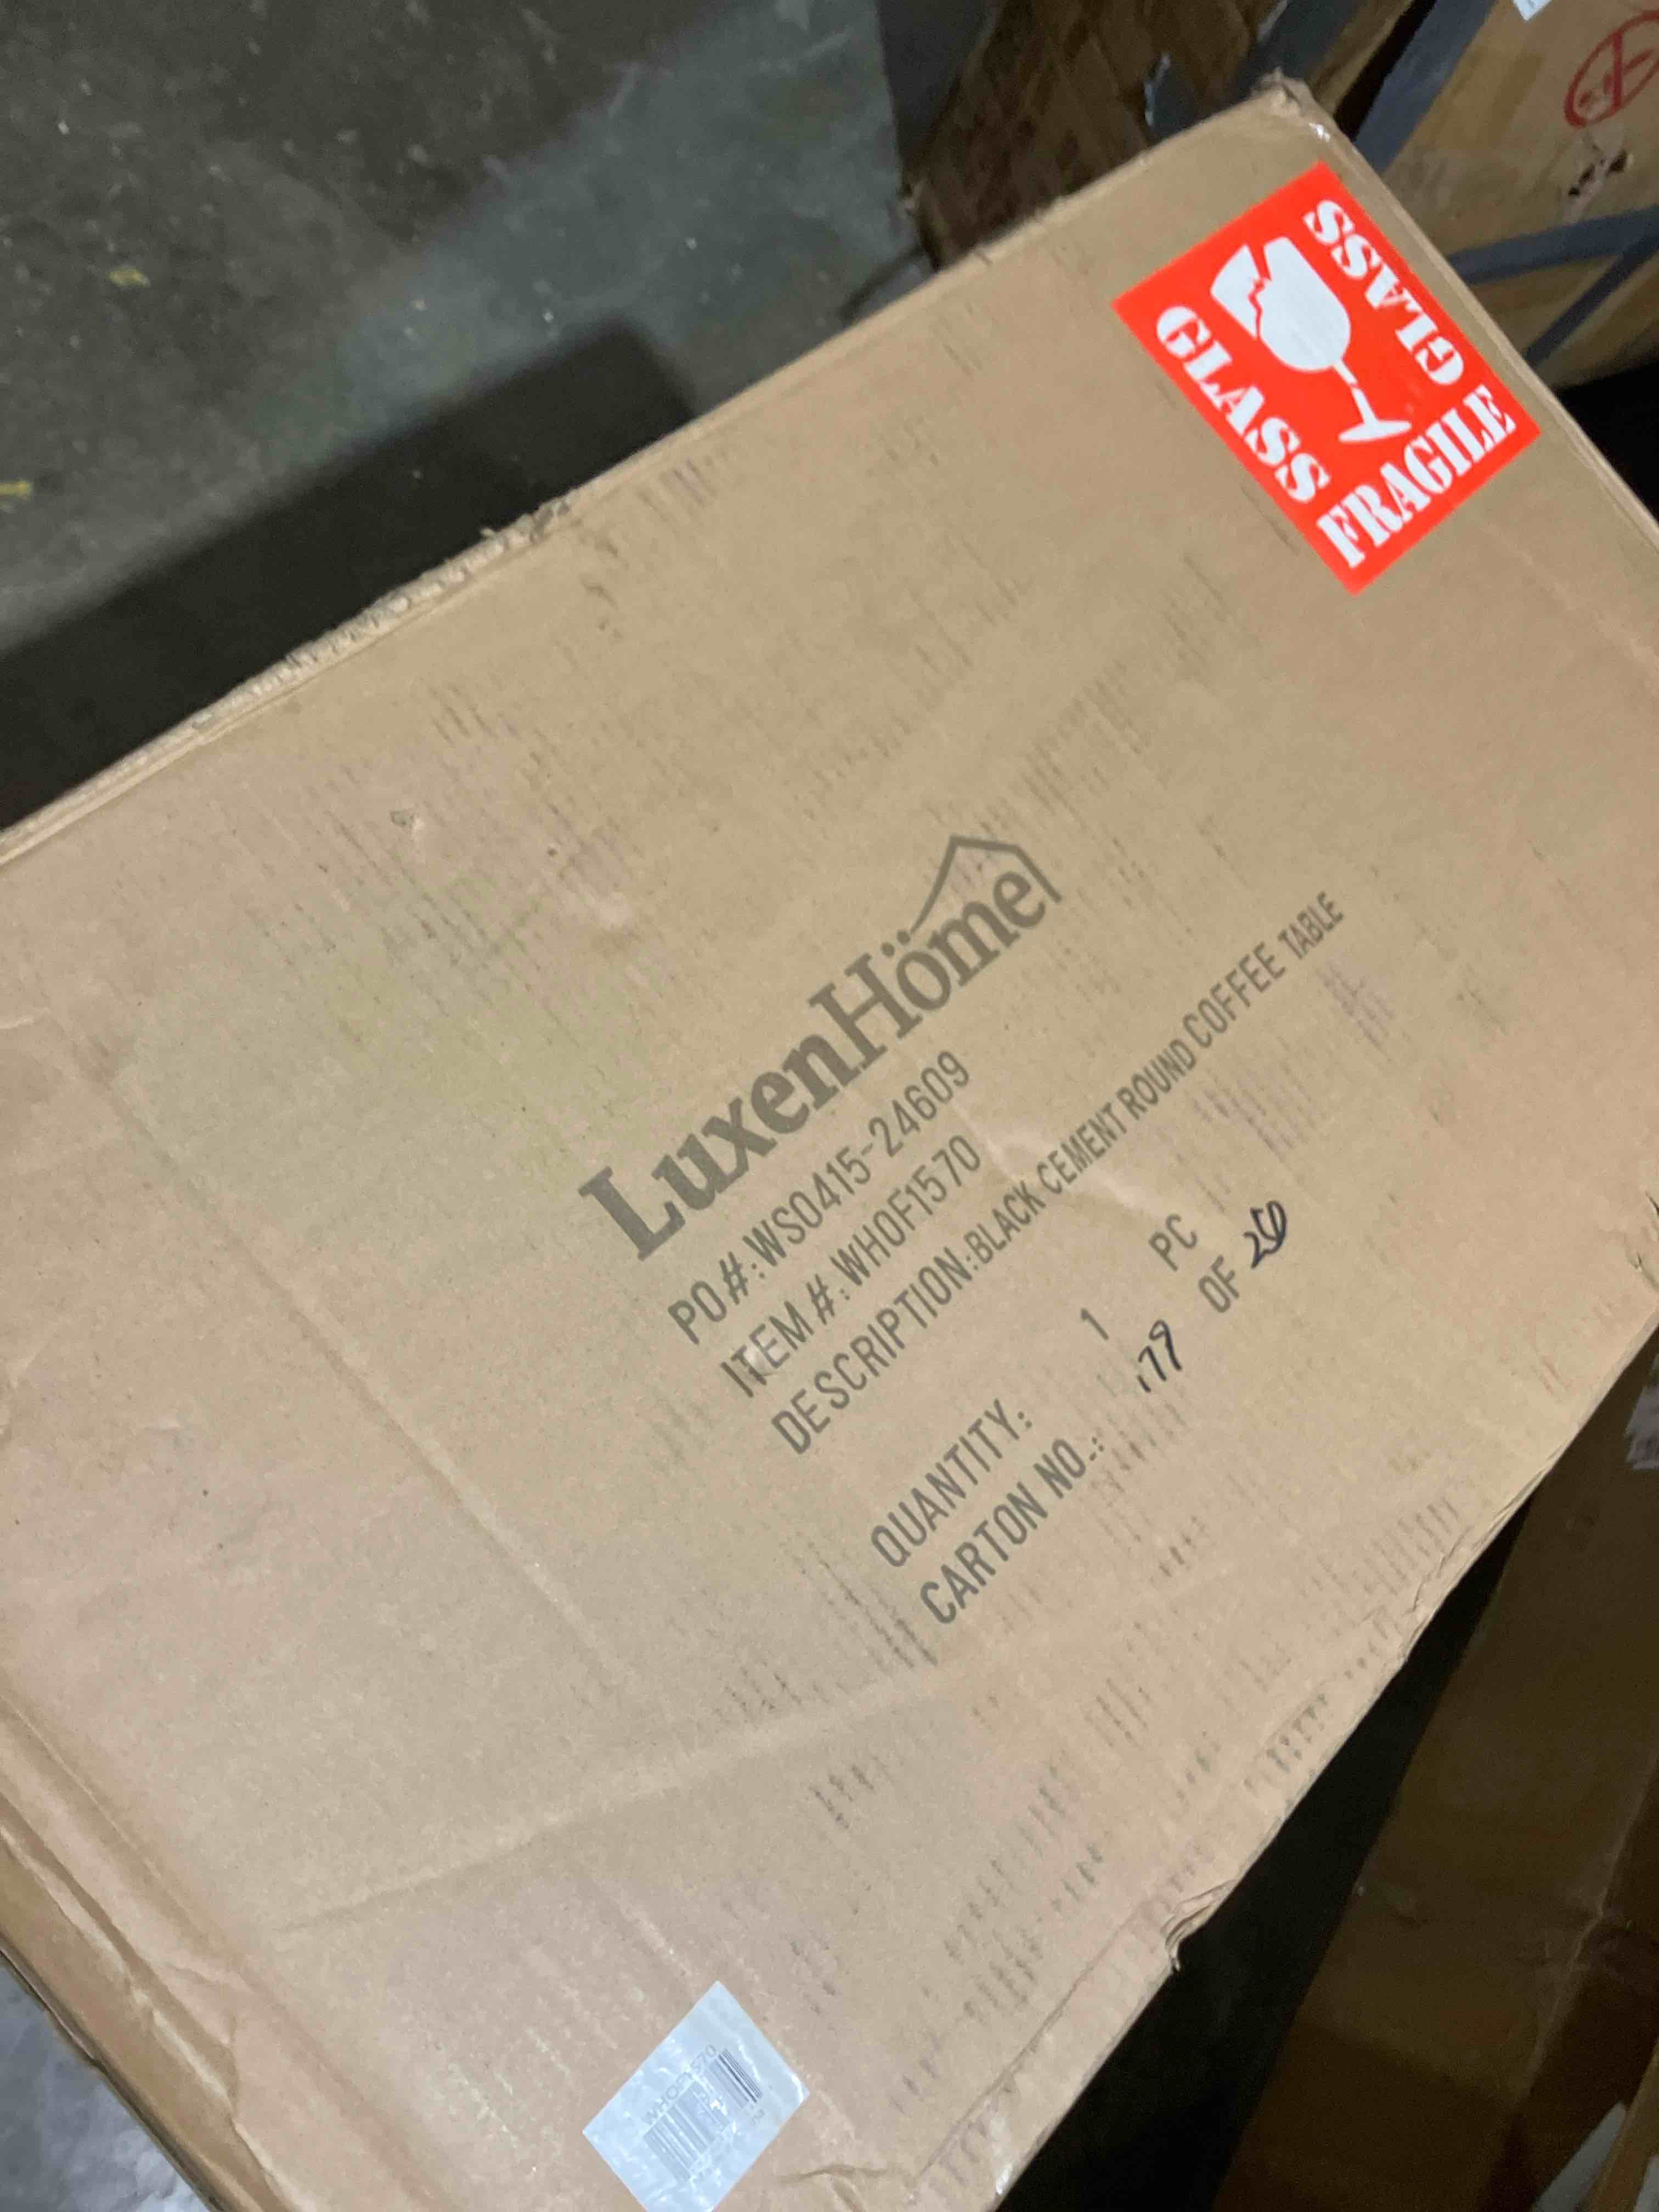 GLASS
GLASS
FRAGILE
LuxenHöme
PO#:WS0415-24609
ITEM#:WHOF1570
DESCRIPTION:BLACK CEMENT ROUND COFFEE TABLE
QUANTITY: 1 PC
CARTON NO.: 179 OF 250
WHOF1570